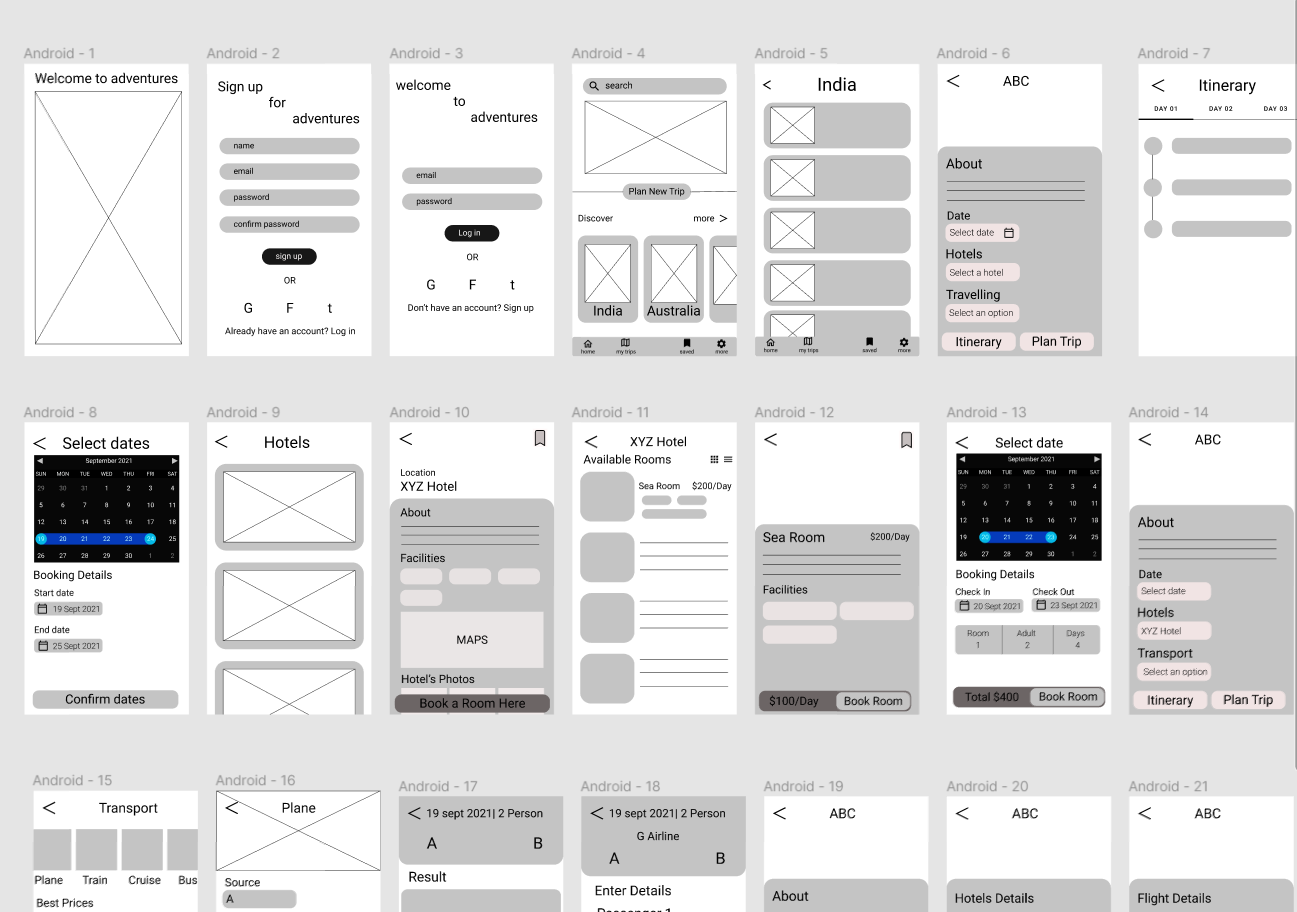 Android - 1
Welcome to adventures
Android - 2
Sign up
for
adventures
name
email
password
confirm password
sign up
OR
G F t
Already have an account? Log in
Android - 3
welcome
to
adventures
email
password
Log in
OR
G F t
Don't have an account? Sign up
Android - 4
search
Plan New Trip
Discover more >
India Australia
home my trips saved more
Android - 5
< India
home my trips saved more
Android - 6
< ABC
About
Date
Select date
Hotels
Select a hotel
Travelling
Select an option
Itinerary Plan Trip
Android - 7
< Itinerary
DAY 01 DAY 02 DAY 03
Android - 8
< Select dates
September 2021
SUN MON TUE WED THU FRI SAT
29 30 31 1 2 3 4
5 6 7 8 9 10 11
12 13 14 15 16 17 18
19 20 21 22 23 24 25
26 27 28 29 30 1 2
Booking Details
Start date
19 Sept 2021
End date
25 Sept 2021
Confirm dates
Android - 9
< Hotels
Android - 10
<
Location
XYZ Hotel
About
Facilities
MAPS
Hotel's Photos
Book a Room Here
Android - 11
< XYZ Hotel
Available Rooms
Sea Room $200/Day
Android - 12
<
Sea Room $200/Day
Facilities
$100/Day Book Room
Android - 13
< Select date
September 2021
SUN MON TUE WED THU FRI SAT
29 30 31 1 2 3 4
5 6 7 8 9 10 11
12 13 14 15 16 17 18
19 20 21 22 23 24 25
26 27 28 29 30 1 2
Booking Details
Check In Check Out
20 Sept 2021 23 Sept 2021
Room Adult Days
1 2 4
Total $400 Book Room
Android - 14
< ABC
About
Date
Select date
Hotels
XYZ Hotel
Transport
Select an option
Itinerary Plan Trip
Android - 15
< Transport
Plane Train Cruise Bus
Best Prices
Android - 16
< Plane
Source
A
Android - 17
< 19 sept 2021| 2 Person
A B
Result
Android - 18
< 19 sept 2021| 2 Person
G Airline
A B
Enter Details
Passenger 1
Android - 19
< ABC
About
Android - 20
< ABC
Hotels Details
Android - 21
< ABC
Flight Details